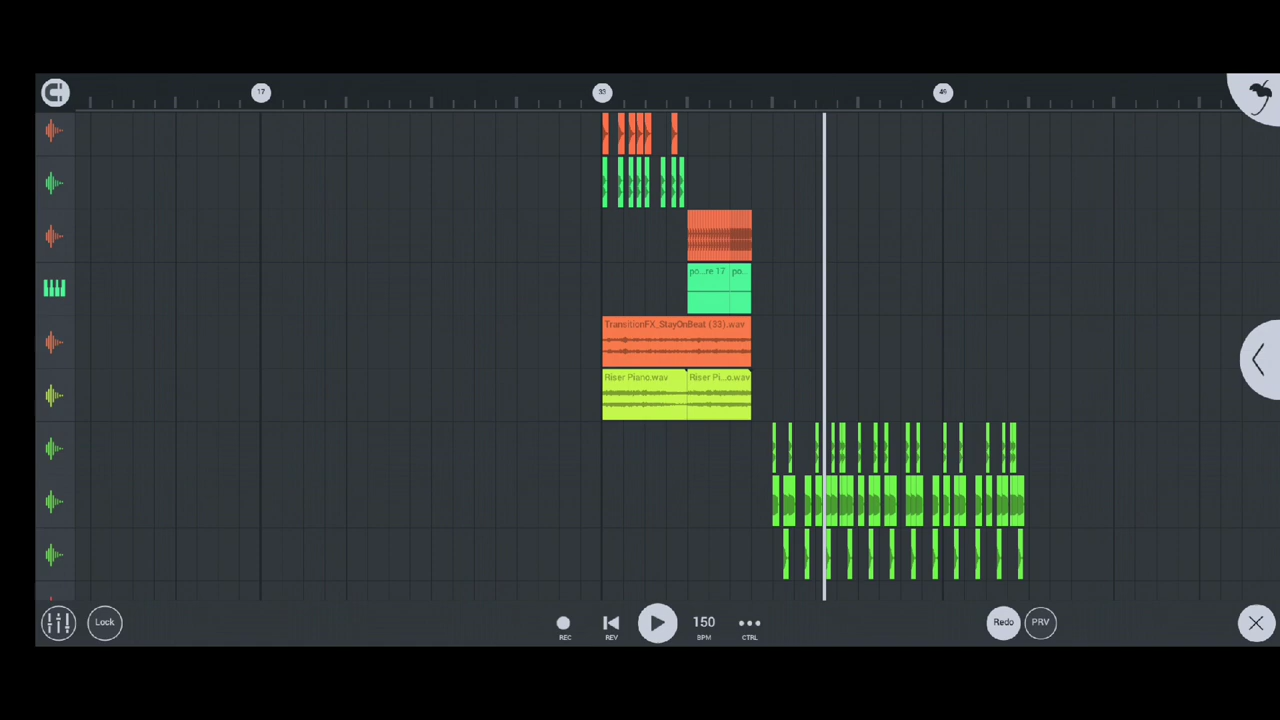 17 33 49
po...re 17 po...
TransitionFX_StayOnBeat (33).wav
Riser Piano.wav Riser Pi...o.wav
Lock 150 Redo PRV
REC REV BPM CTRL